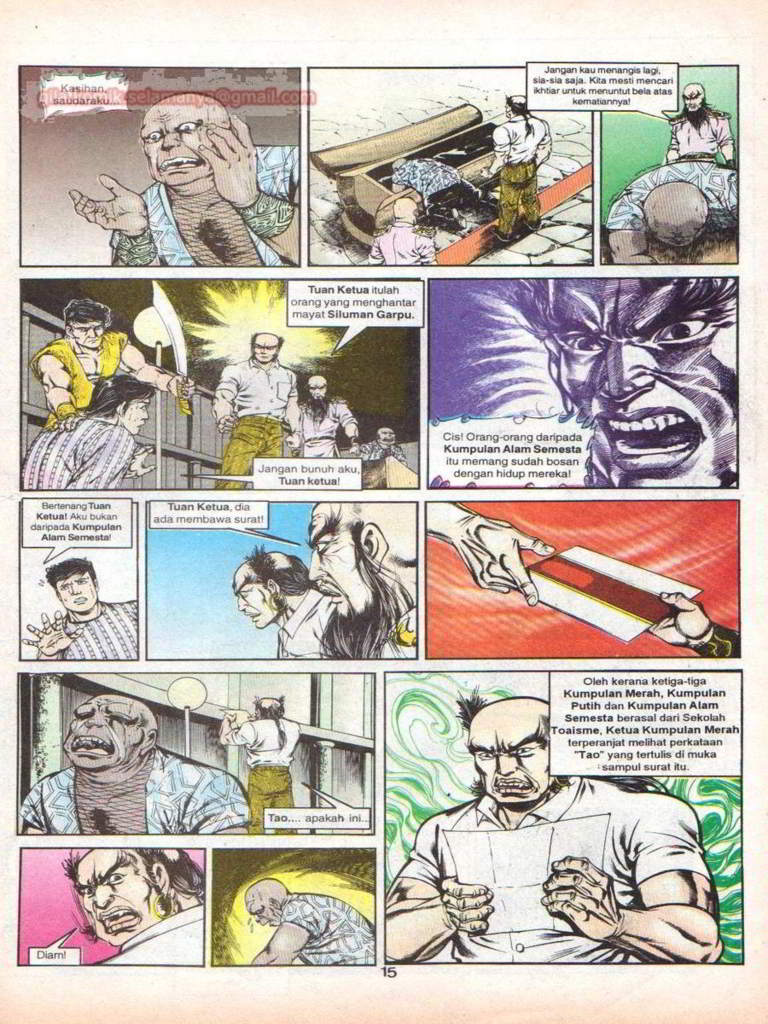 Kasihan,
saudaraku...
Jangan kau menangis lagi,
sia-sia saja. Kita mesti mencari
ikhtiar untuk menuntut bela atas
kematiannya!
Tuan Ketua itulah
orang yang menghantar
mayat Siluman Garpu.
Jangan bunuh aku,
Tuan ketua!
Cis! Orang-orang daripada
Kumpulan Alam Semesta
itu memang sudah bosan
dengan hidup mereka!
Bertenang Tuan
Ketua! Aku bukan
daripada Kumpulan
Alam Semesta!
Tuan Ketua, dia
ada membawa surat!
Tao.... apakah ini...
Oleh kerana ketiga-tiga
Kumpulan Merah, Kumpulan
Putih dan Kumpulan Alam
Semesta berasal dari Sekolah
Toaisme, Ketua Kumpulan Merah
terperanjat melihat perkataan
"Tao" yang tertulis di muka
sampul surat itu.
Diam!
15